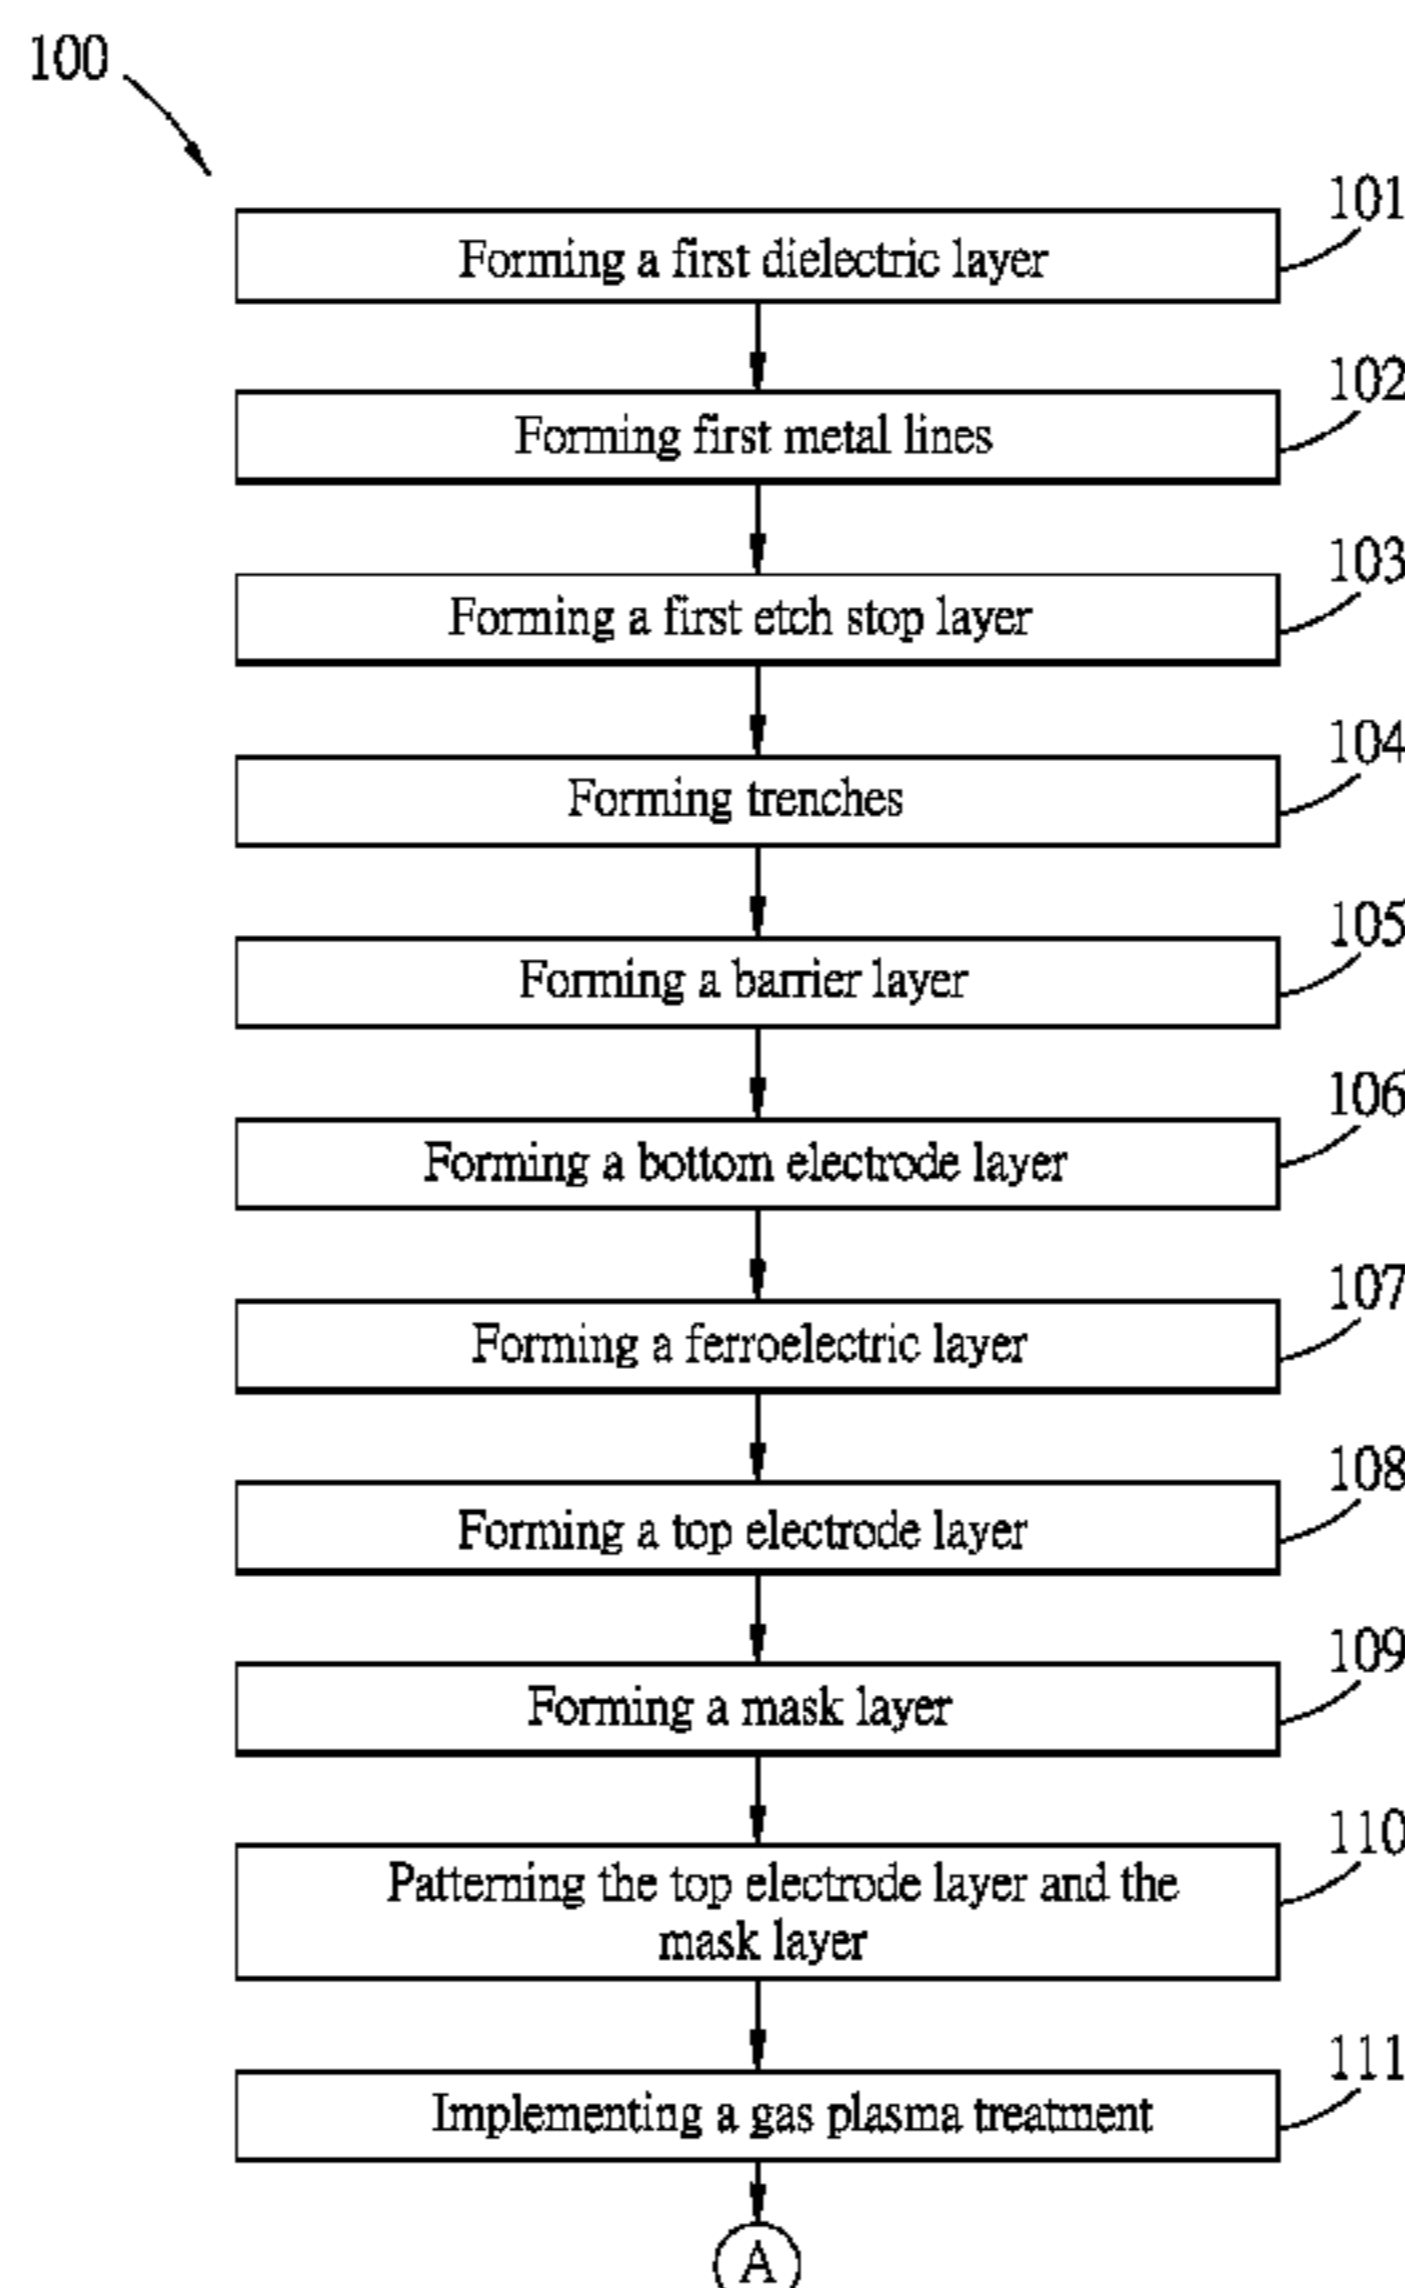 100
101
Forming a first dielectric layer
102
Forming first metal lines
103
Forming a first etch stop layer
104
Forming trenches
105
Forming a barrier layer
106
Forming a bottom electrode layer
107
Forming a ferroelectric layer
108
Forming a top electrode layer
109
Forming a mask layer
110
Patterning the top electrode layer and the
mask layer
111
Implementing a gas plasma treatment
A